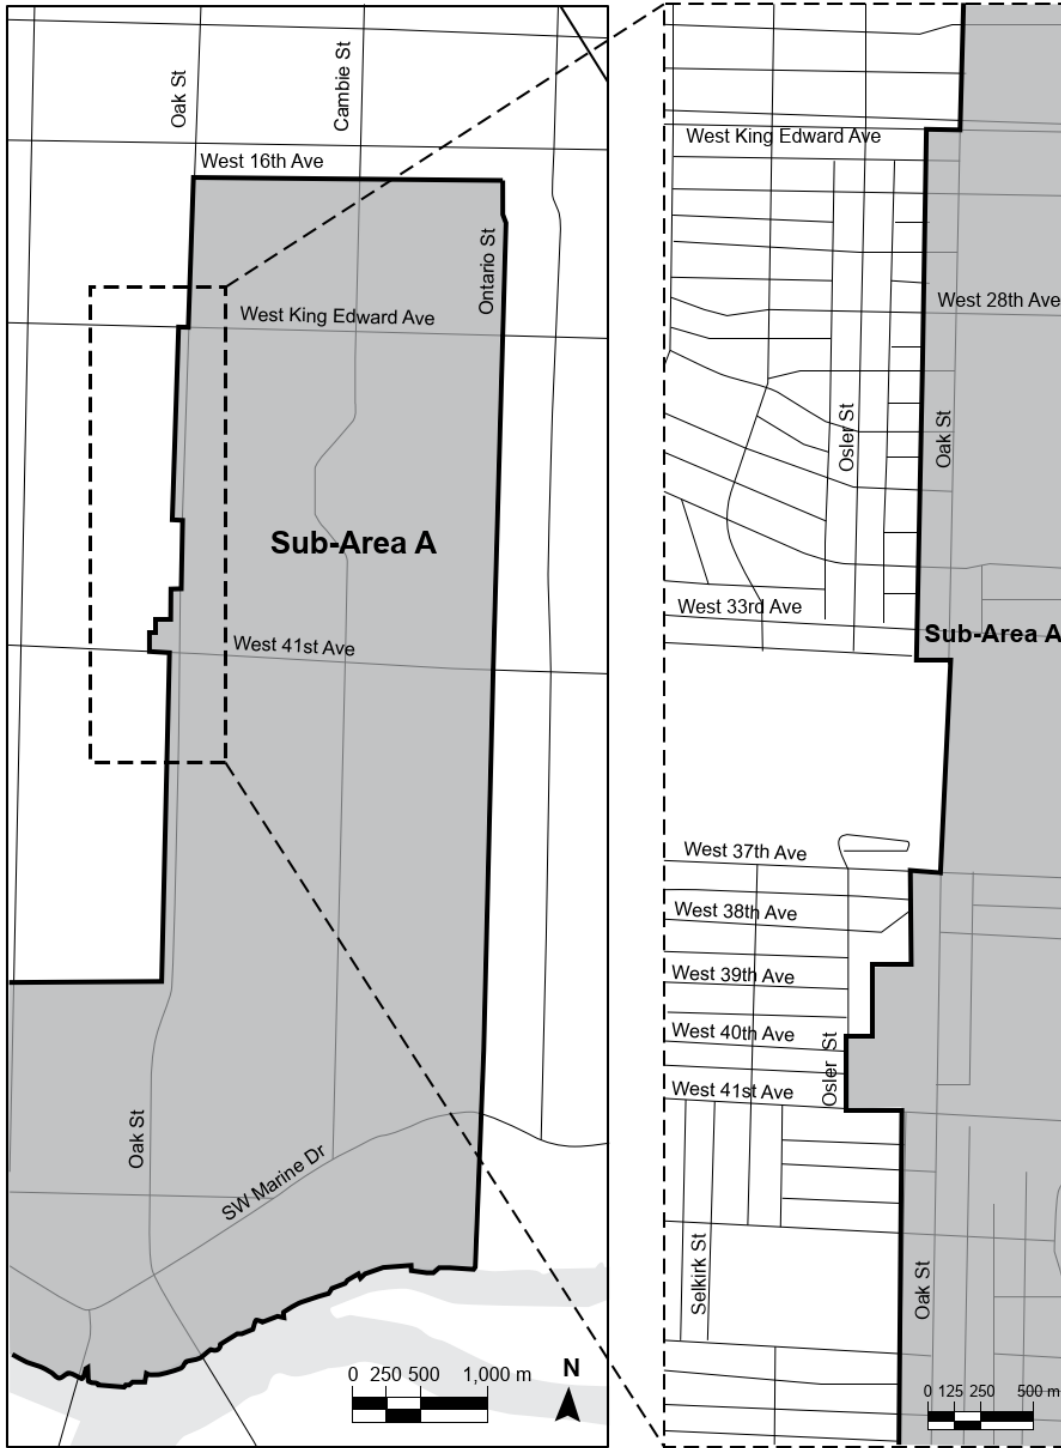 Oak St
Cambie St
West 16th Ave
Ontario St
West King Edward Ave
Sub-Area A
West 41st Ave
Oak St
SW Marine Dr
0 250 500 1,000 m
N
West King Edward Ave
West 28th Ave
Osler St
Oak St
West 33rd Ave
Sub-Area A
West 37th Ave
West 38th Ave
West 39th Ave
West 40th Ave
Osler St
West 41st Ave
Selkirk St
Oak St
0 125 250 500 m